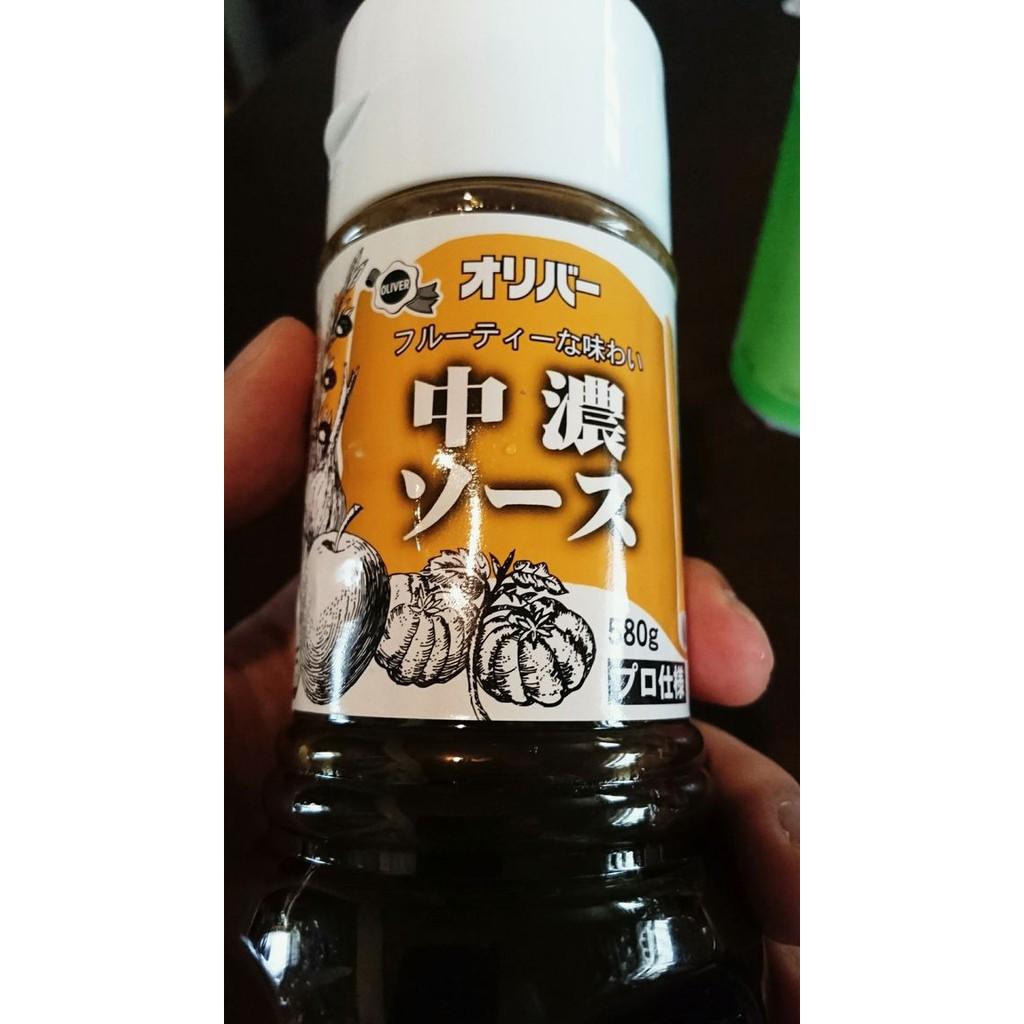 OLIVER
オリバー
フルーティーな味わい
中濃
ソース
580g
プロ仕様